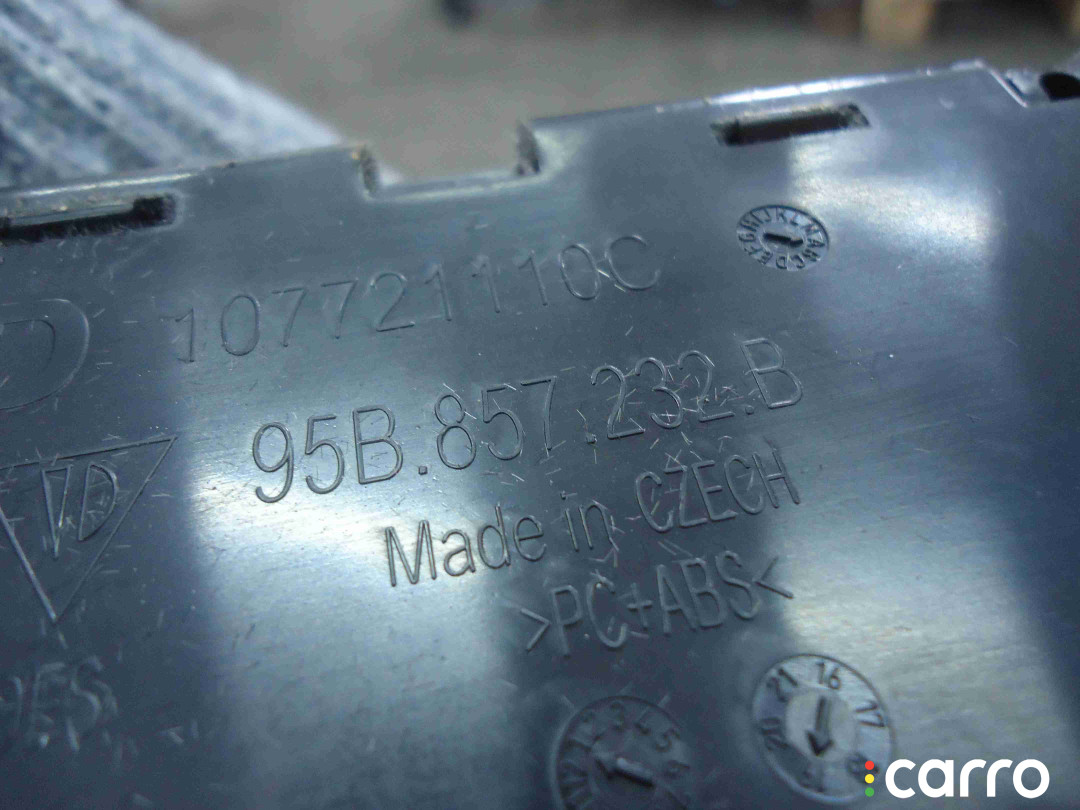 107721110C
95B.857.232.B
Made in CZECH
>PC+ABS<
carro